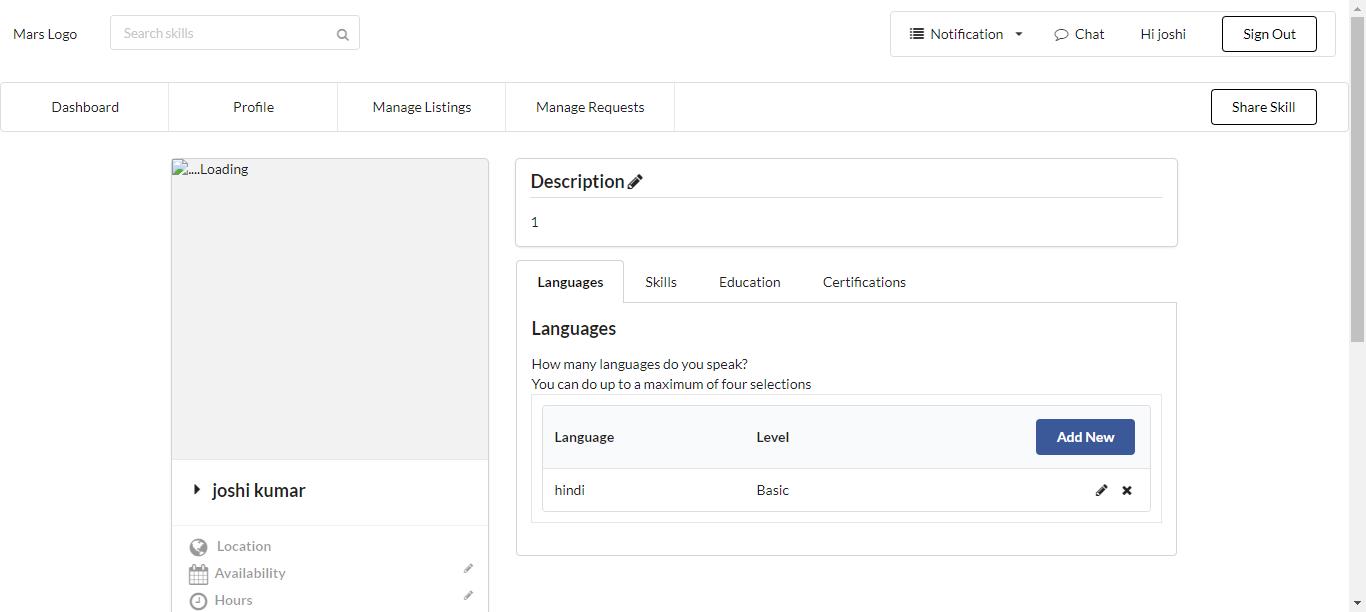 Mars Logo
Search skills
Notification
Chat
Hi joshi
Sign Out
Dashboard
Profile
Manage Listings
Manage Requests
Share Skill
....Loading
joshi kumar
Location
Availability
Hours
Description
1
Languages
Skills
Education
Certifications
Languages
How many languages do you speak?
You can do up to a maximum of four selections
Language Level Add New
hindi Basic